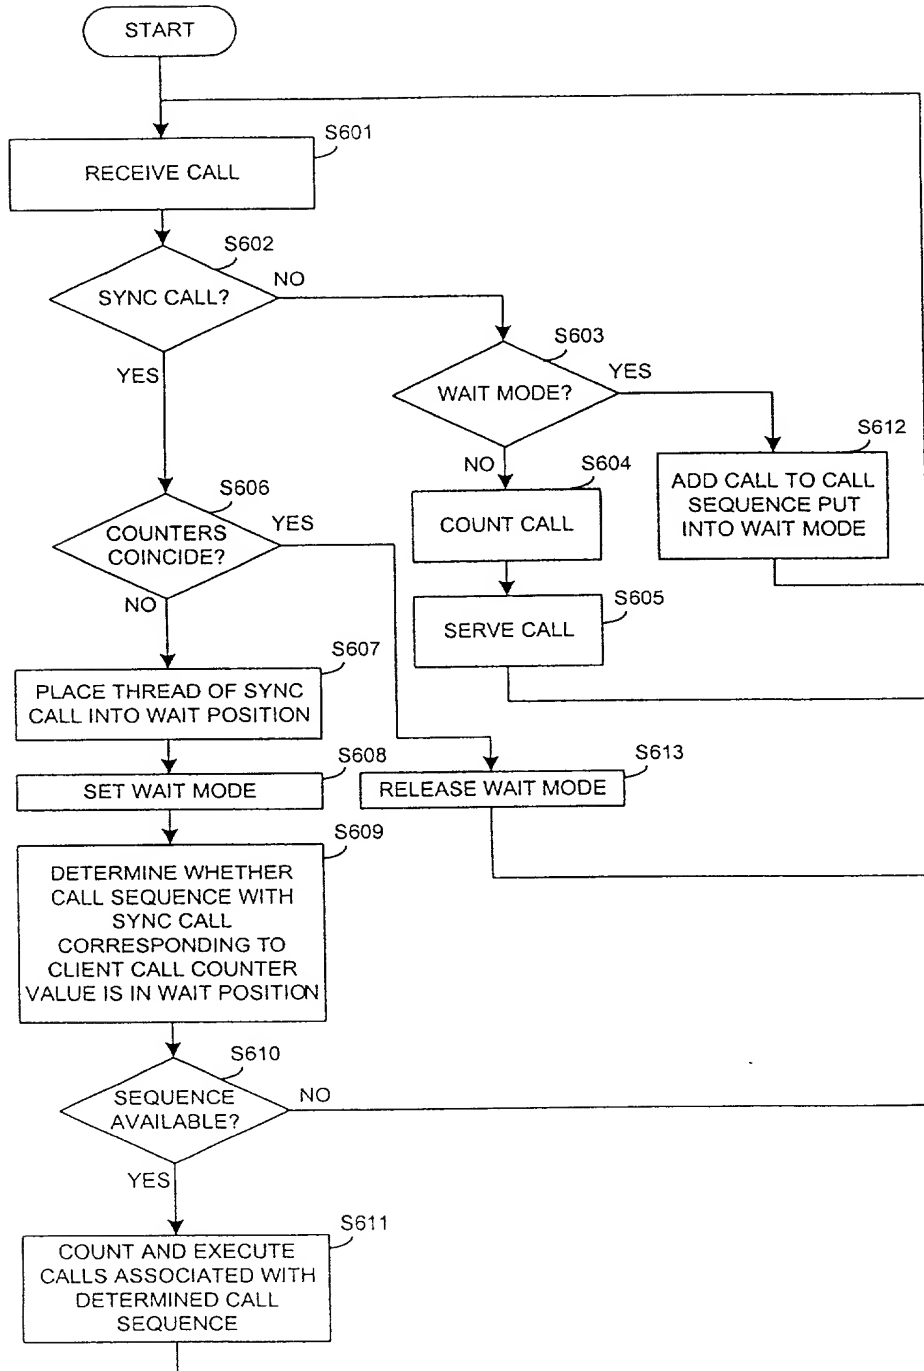 START
S601
RECEIVE CALL
S602
SYNC CALL?
NO
YES
S603
WAIT MODE?
YES
NO
S612
ADD CALL TO CALL
SEQUENCE PUT
INTO WAIT MODE
S604
COUNT CALL
S605
SERVE CALL
S606
COUNTERS
COINCIDE?
YES
NO
S607
PLACE THREAD OF SYNC
CALL INTO WAIT POSITION
S608
SET WAIT MODE
S613
RELEASE WAIT MODE
S609
DETERMINE WHETHER
CALL SEQUENCE WITH
SYNC CALL
CORRESPONDING TO
CLIENT CALL COUNTER
VALUE IS IN WAIT POSITION
S610
SEQUENCE
AVAILABLE?
NO
YES
S611
COUNT AND EXECUTE
CALLS ASSOCIATED WITH
DETERMINED CALL
SEQUENCE